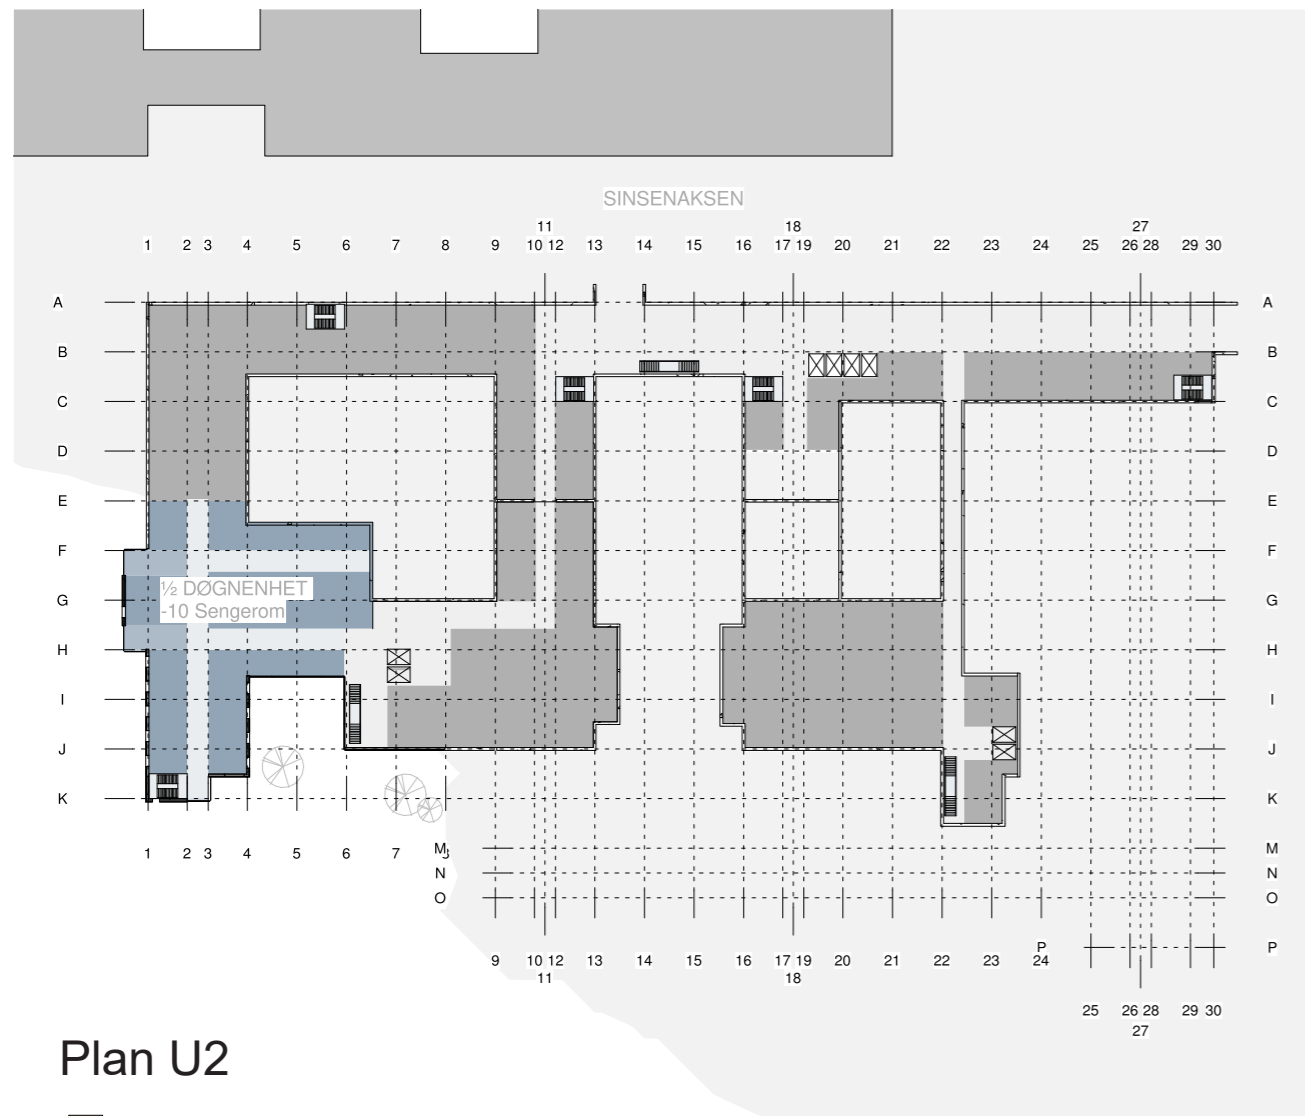 SINSENAKSEN
11 18 27
1 2 3 4 5 6 7 8 9 10 12 13 14 15 16 17 19 20 21 22 23 24 25 26 28 29 30
A A
B B
C C
D D
E E
F F
½ DØGNENHET
G G
-10 Sengerom
H H
I I
J J
K K
1 2 3 4 5 6 7 M M
N N
O O
P P
9 10 12 13 14 15 16 17 19 20 21 22 23 24
11 18
25 26 28 29 30
27
Plan U2